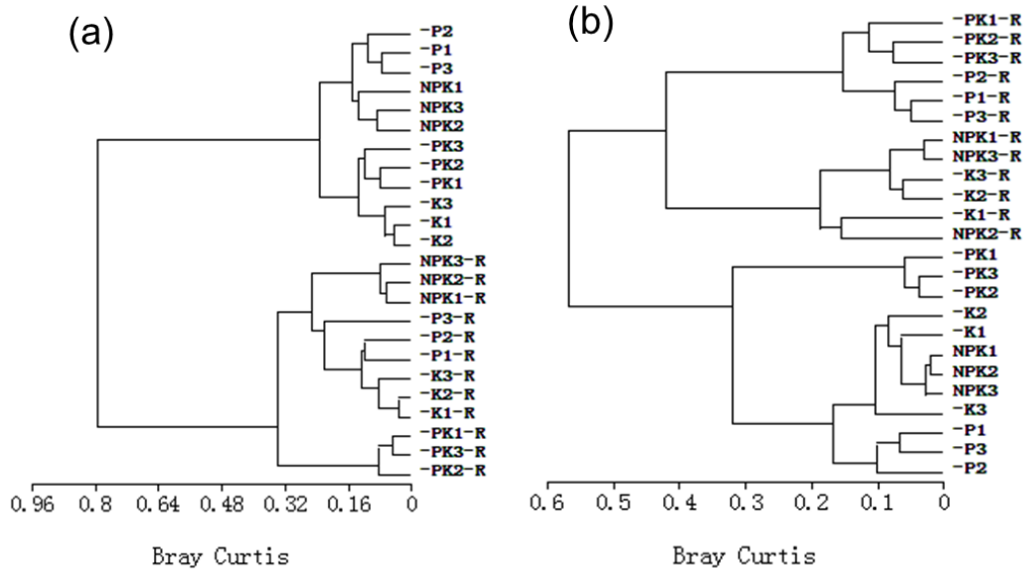 (a)
-P2
-P1
-P3
NPK1
NPK3
NPK2
-PK3
-PK2
-PK1
-K3
-K1
-K2
NPK3-R
NPK2-R
NPK1-R
-P3-R
-P2-R
-P1-R
-K3-R
-K2-R
-K1-R
-PK1-R
-PK3-R
-PK2-R
0.96 0.8 0.64 0.48 0.32 0.16 0
Bray Curtis
(b)
-PK1-R
-PK2-R
-PK3-R
-P2-R
-P1-R
-P3-R
NPK1-R
NPK3-R
-K3-R
-K2-R
-K1-R
NPK2-R
-PK1
-PK3
-PK2
-K2
-K1
NPK1
NPK2
NPK3
-K3
-P1
-P3
-P2
0.6 0.5 0.4 0.3 0.2 0.1 0
Bray Curtis